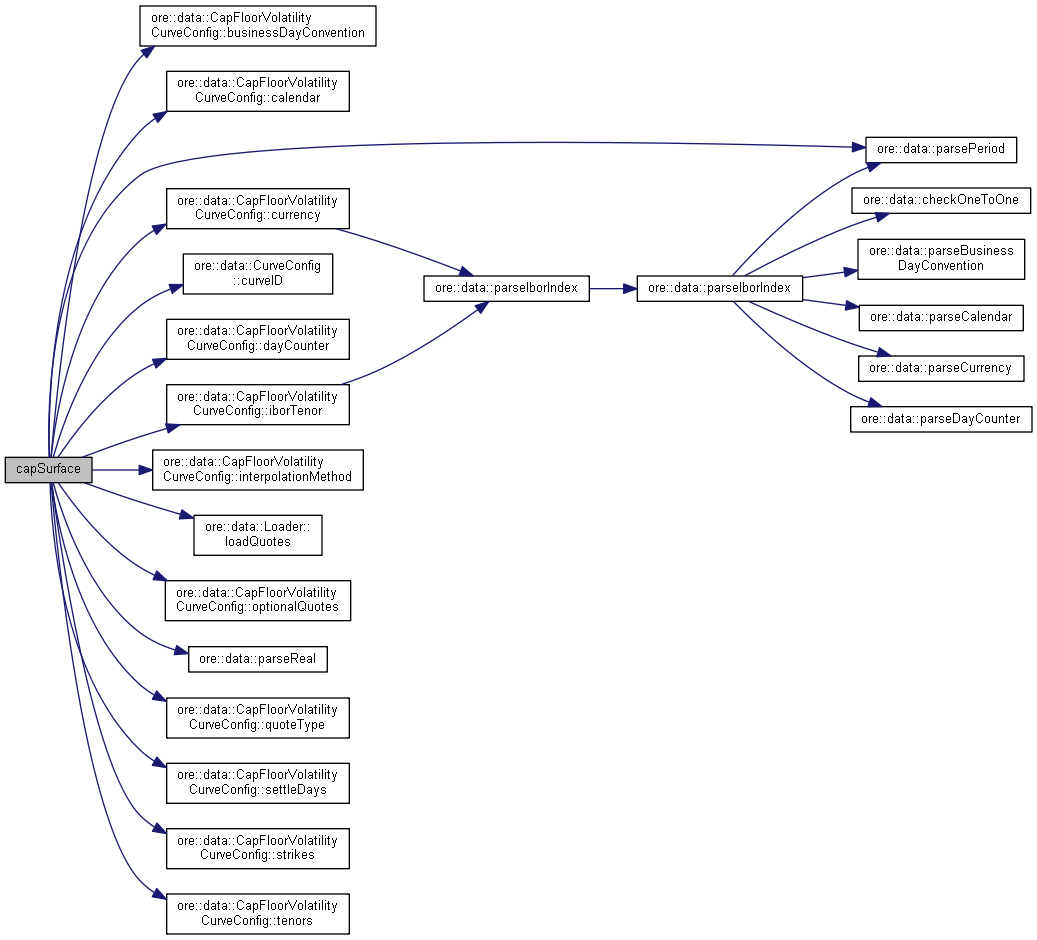 capSurface
ore::data::CapFloorVolatility
CurveConfig::businessDayConvention
ore::data::CapFloorVolatility
CurveConfig::calendar
ore::data::CapFloorVolatility
CurveConfig::currency
ore::data::CurveConfig
::curveID
ore::data::CapFloorVolatility
CurveConfig::dayCounter
ore::data::CapFloorVolatility
CurveConfig::iborTenor
ore::data::CapFloorVolatility
CurveConfig::interpolationMethod
ore::data::Loader::
loadQuotes
ore::data::CapFloorVolatility
CurveConfig::optionalQuotes
ore::data::parseReal
ore::data::CapFloorVolatility
CurveConfig::quoteType
ore::data::CapFloorVolatility
CurveConfig::settleDays
ore::data::CapFloorVolatility
CurveConfig::strikes
ore::data::CapFloorVolatility
CurveConfig::tenors
ore::data::parseIborIndex
ore::data::parseIborIndex
ore::data::parsePeriod
ore::data::checkOneToOne
ore::data::parseBusiness
DayConvention
ore::data::parseCalendar
ore::data::parseCurrency
ore::data::parseDayCounter